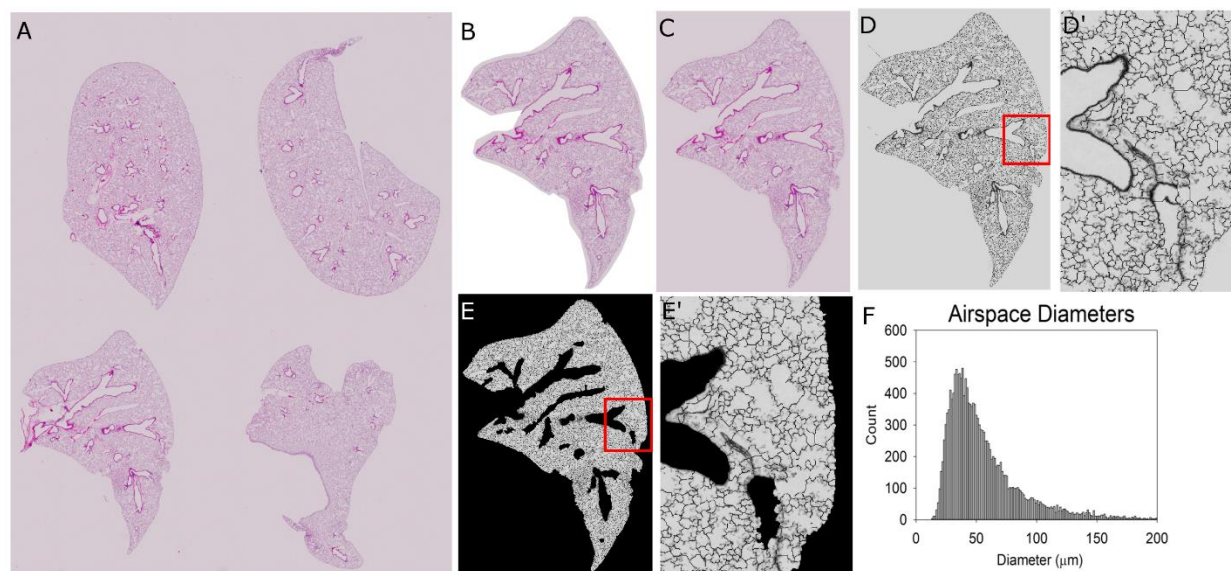 A
B
C
D
D'
E
E'
F
Airspace Diameters
600
500
400
300
200
100
0
Count
0
50
100
150
200
Diameter (μm)